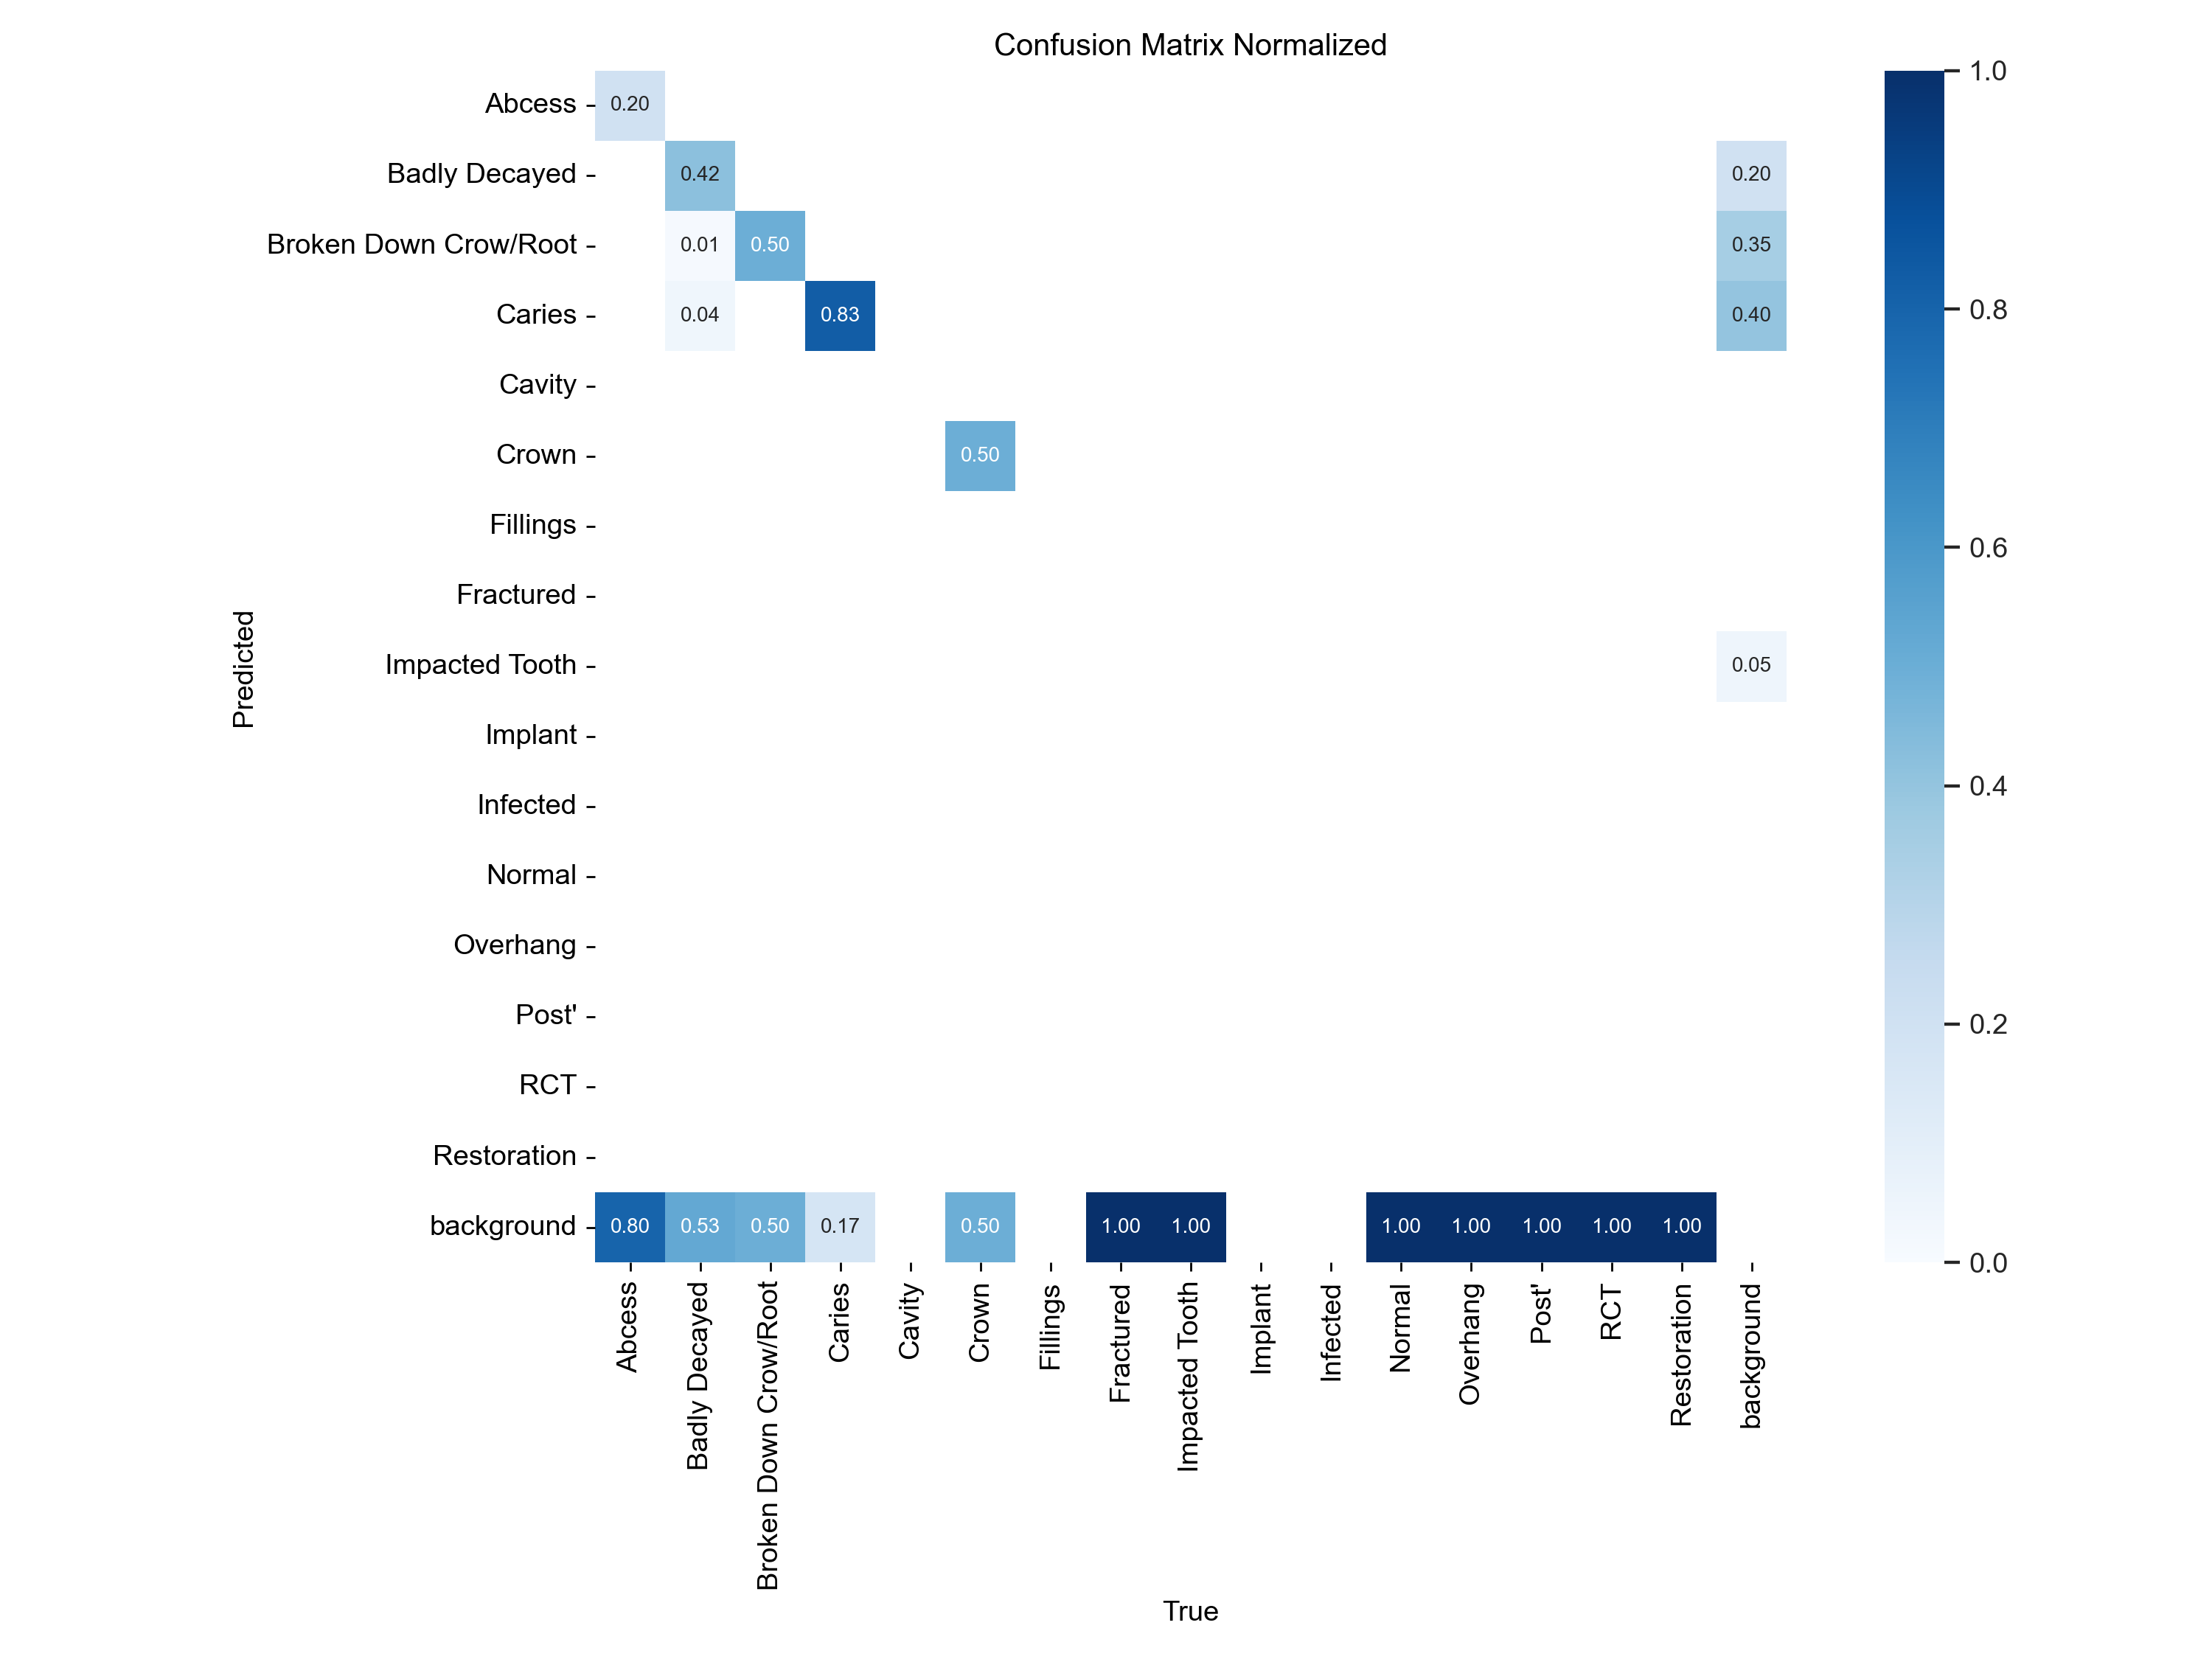 Confusion Matrix Normalized
Abcess 0.20
Badly Decayed 0.42 0.20
Broken Down Crow/Root 0.01 0.50 0.35
Caries 0.04 0.83 0.40
Cavity
Crown 0.50
Fillings
Fractured
Impacted Tooth 0.05
Implant
Infected
Normal
Overhang
Post'
RCT
Restoration
background 0.80 0.53 0.50 0.17 0.50 1.00 1.00 1.00 1.00 1.00 1.00 1.00
Predicted
Abcess
Badly Decayed
Broken Down Crow/Root
Caries
Cavity
Crown
Fillings
Fractured
Impacted Tooth
Implant
Infected
Normal
Overhang
Post'
RCT
Restoration
background
True
1.0
0.8
0.6
0.4
0.2
0.0